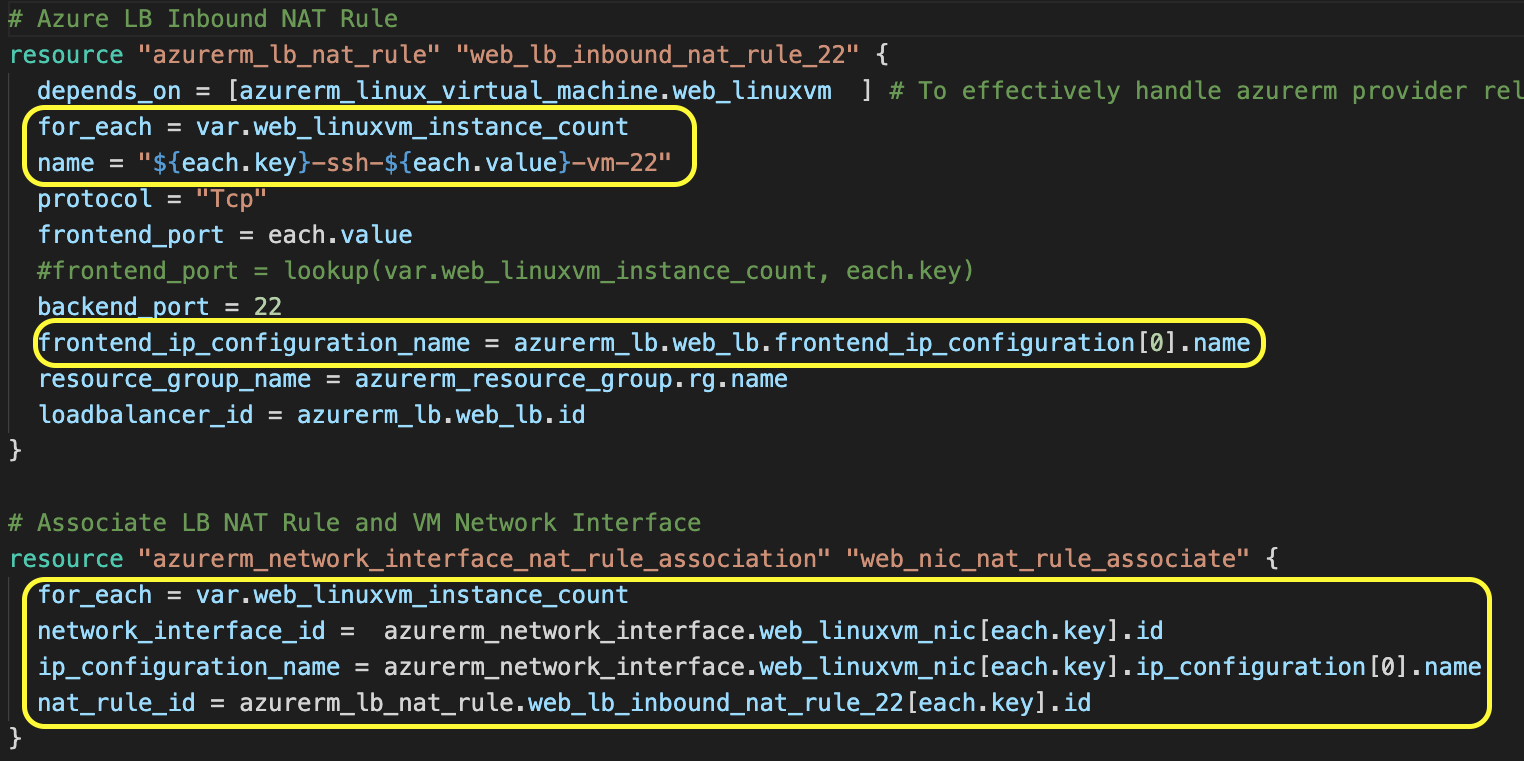 # Azure LB Inbound NAT Rule
resource "azurerm_lb_nat_rule" "web_lb_inbound_nat_rule_22" {
depends_on = [azurerm_linux_virtual_machine.web_linuxvm  ] # To effectively handle azurerm provider rel
for_each = var.web_linuxvm_instance_count
name = "${each.key}-ssh-${each.value}-vm-22"
protocol = "Tcp"
frontend_port = each.value
#frontend_port = lookup(var.web_linuxvm_instance_count, each.key)
backend_port = 22
frontend_ip_configuration_name = azurerm_lb.web_lb.frontend_ip_configuration[0].name
resource_group_name = azurerm_resource_group.rg.name
loadbalancer_id = azurerm_lb.web_lb.id
}
# Associate LB NAT Rule and VM Network Interface
resource "azurerm_network_interface_nat_rule_association" "web_nic_nat_rule_associate" {
for_each = var.web_linuxvm_instance_count
network_interface_id =  azurerm_network_interface.web_linuxvm_nic[each.key].id
ip_configuration_name = azurerm_network_interface.web_linuxvm_nic[each.key].ip_configuration[0].name
nat_rule_id = azurerm_lb_nat_rule.web_lb_inbound_nat_rule_22[each.key].id
}